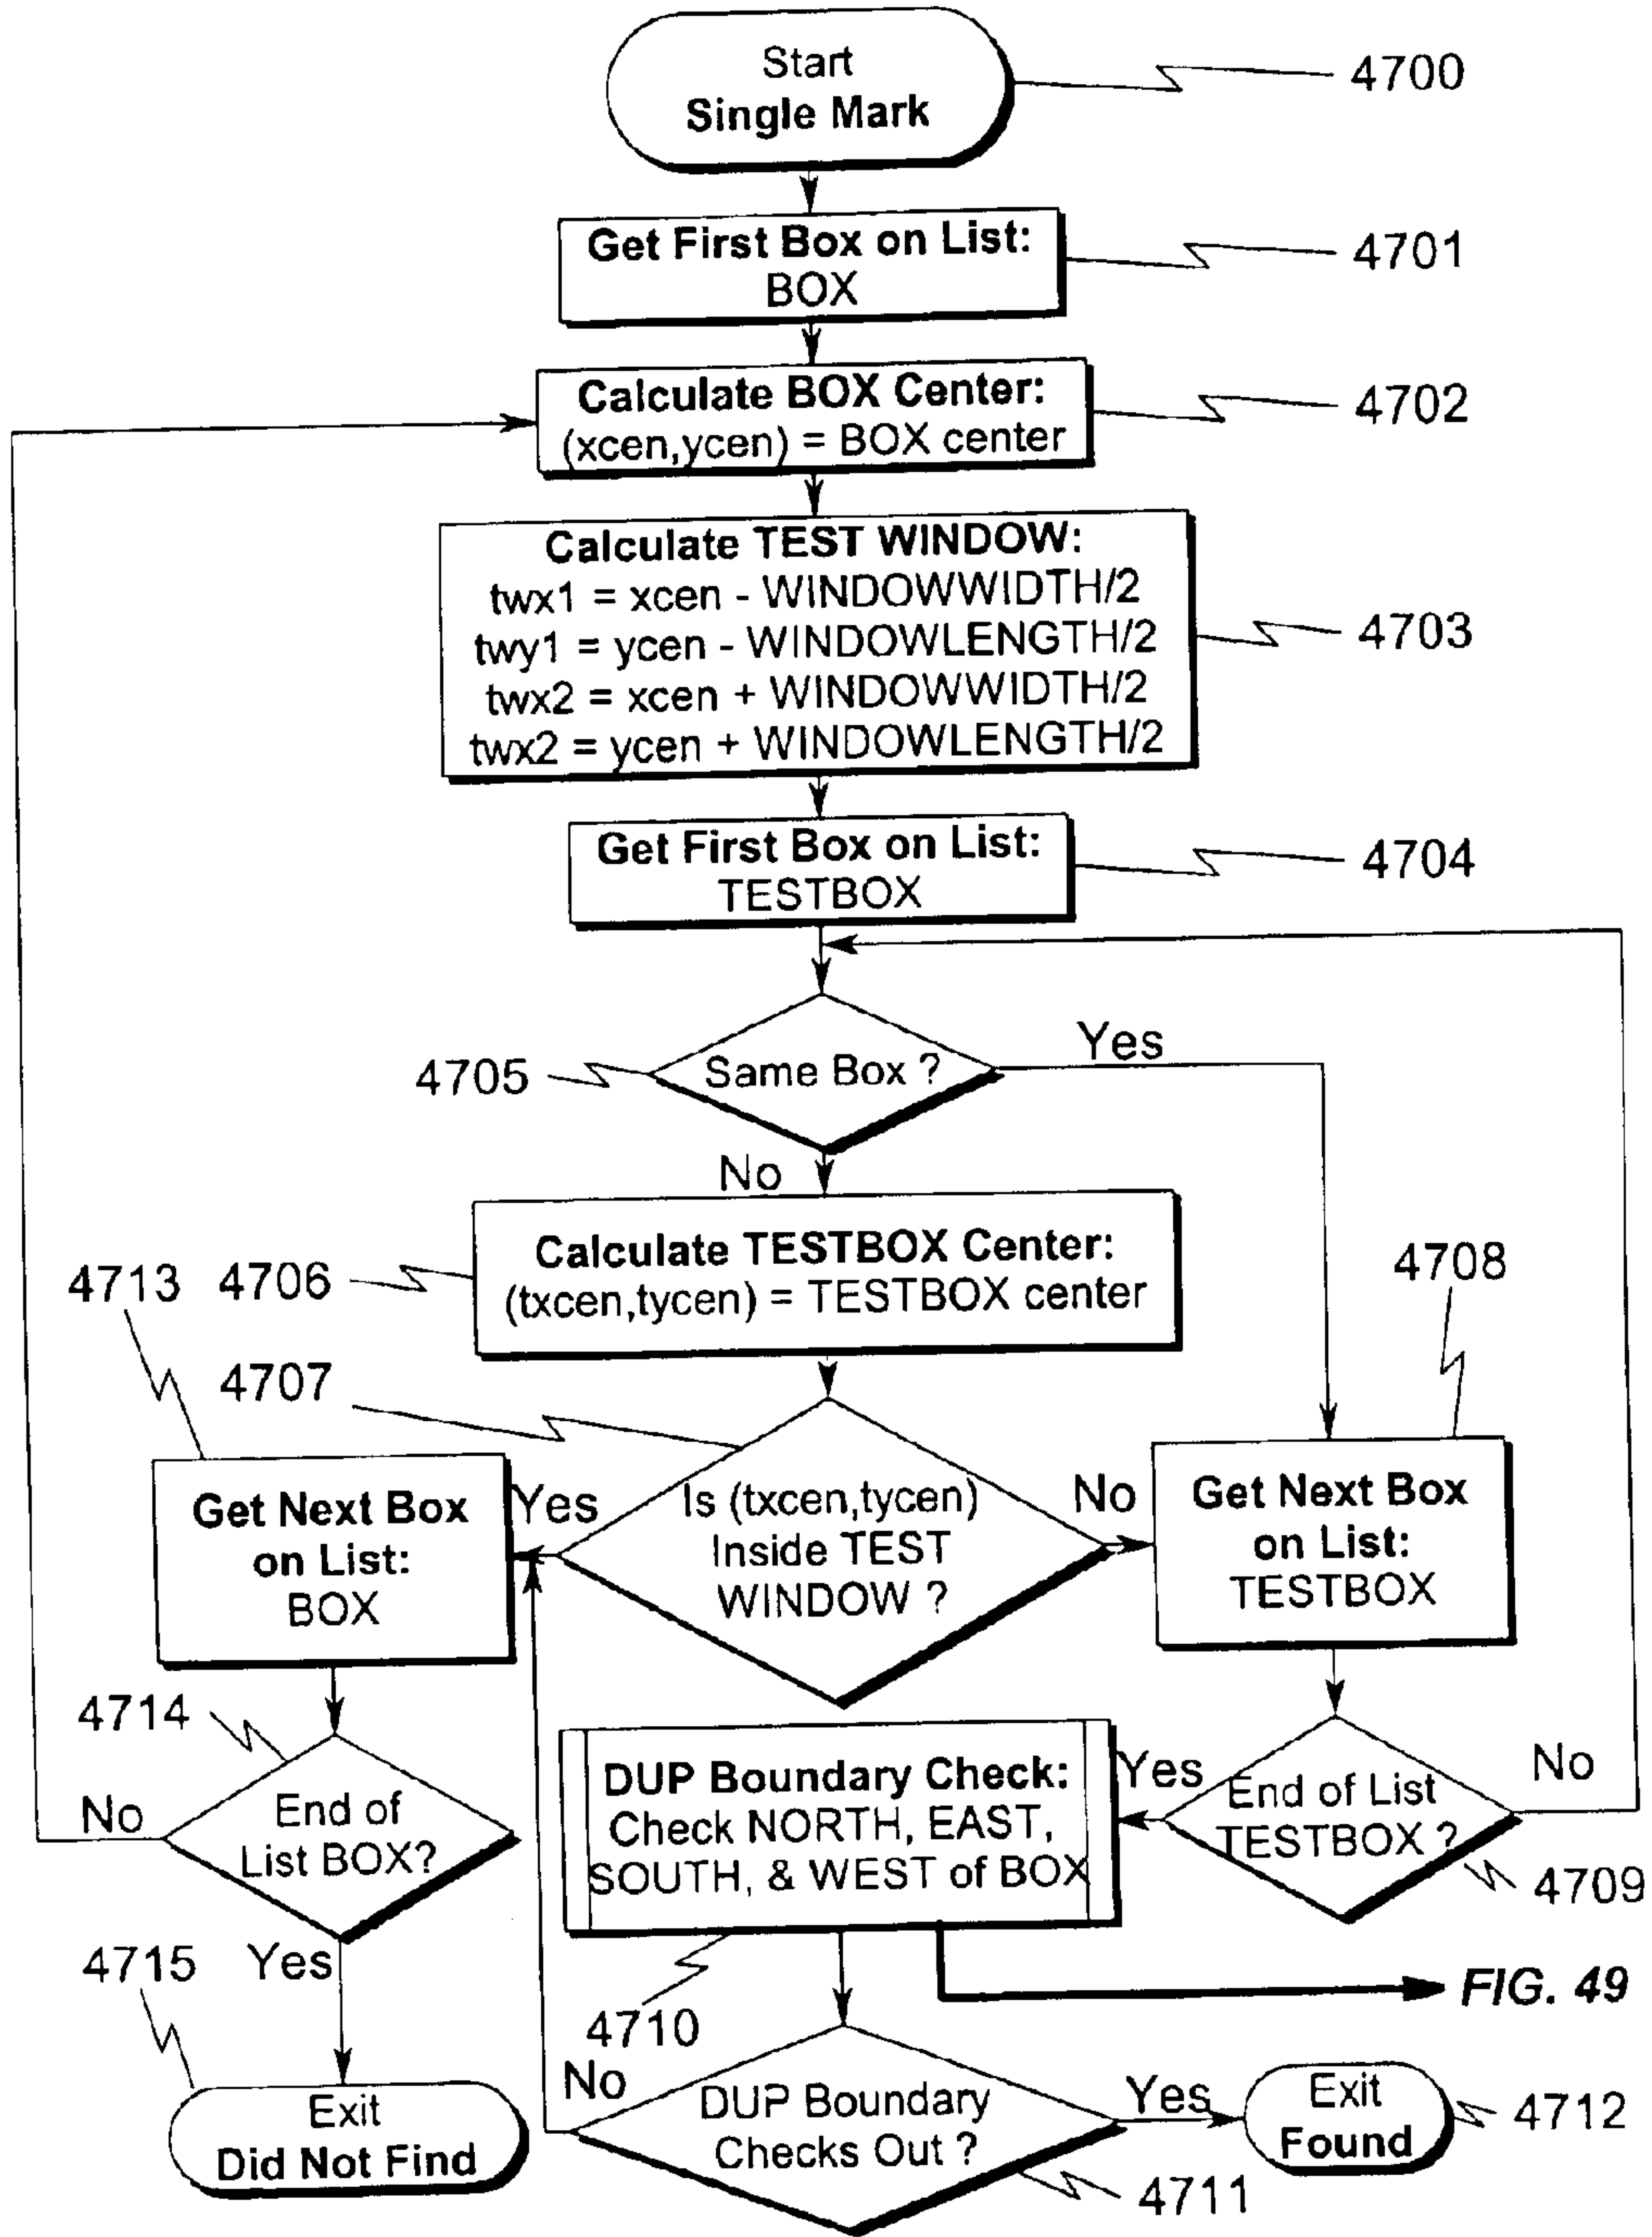 Start
Single Mark
4700
Get First Box on List:
BOX
4701
Calculate BOX Center:
(xcen,ycen) = BOX center
4702
Calculate TEST WINDOW:
twx1 = xcen - WINDOWWIDTH/2
twy1 = ycen - WINDOWLENGTH/2
twx2 = xcen + WINDOWWIDTH/2
twx2 = ycen + WINDOWLENGTH/2
4703
Get First Box on List:
TESTBOX
4704
4705
Same Box ?
Yes
No
Calculate TESTBOX Center:
(txcen,tycen) = TESTBOX center
4713
4706
4708
4707
Get Next Box
on List:
BOX
Yes
Is (txcen,tycen)
Inside TEST
WINDOW ?
No
Get Next Box
on List:
TESTBOX
4714
No
End of
List BOX?
DUP Boundary Check:
Check NORTH, EAST,
SOUTH, & WEST of BOX
Yes
End of List
TESTBOX ?
No
4709
4715
Yes
4710
FIG. 49
Exit
Did Not Find
No
DUP Boundary
Checks Out ?
Yes
Exit
Found
4712
4711